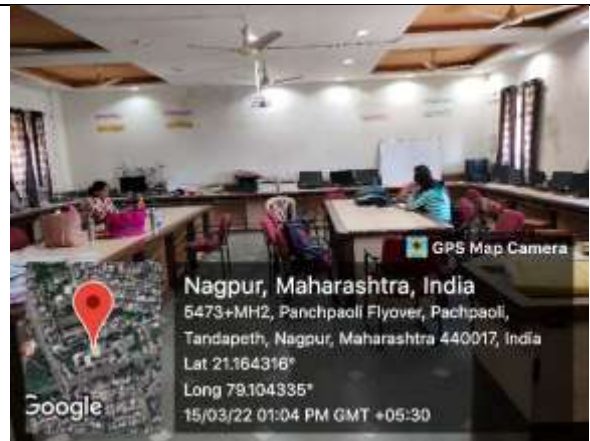 GPS Map Camera
Nagpur, Maharashtra, India
5473+MH2, Panchpaoli Flyover, Pachpaoli,
Tandapeth, Nagpur, Maharashtra 440017, India
Lat 21.164316°
Long 79.104335°
15/03/22 01:04 PM GMT +05:30
Google